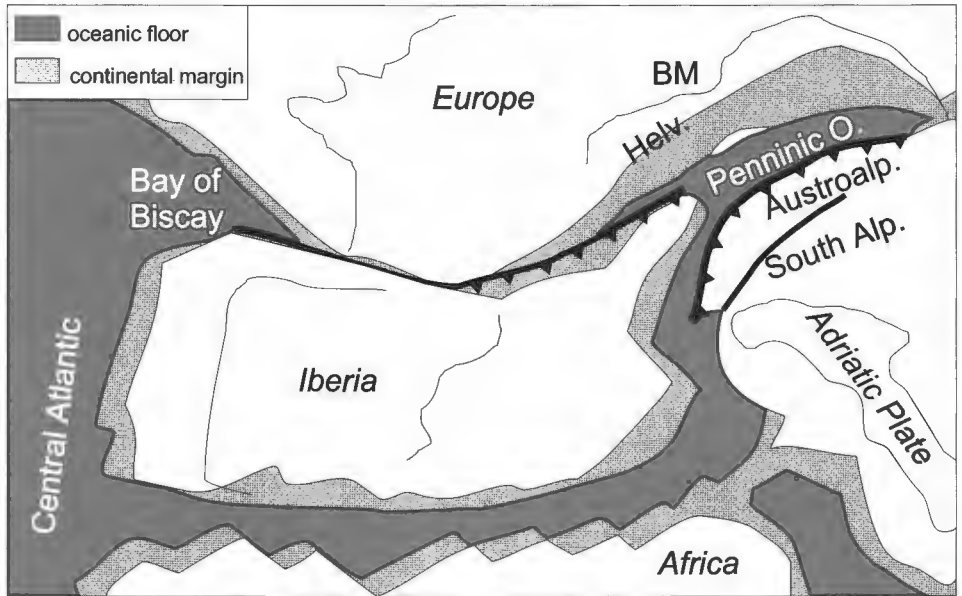 oceanic floor
continental margin
Europe
BM
Helv.
Penninic O.
Austroalp.
South Alp.
Bay of
Biscay
Iberia
Adriatic Plate
Central Atlantic
Africa